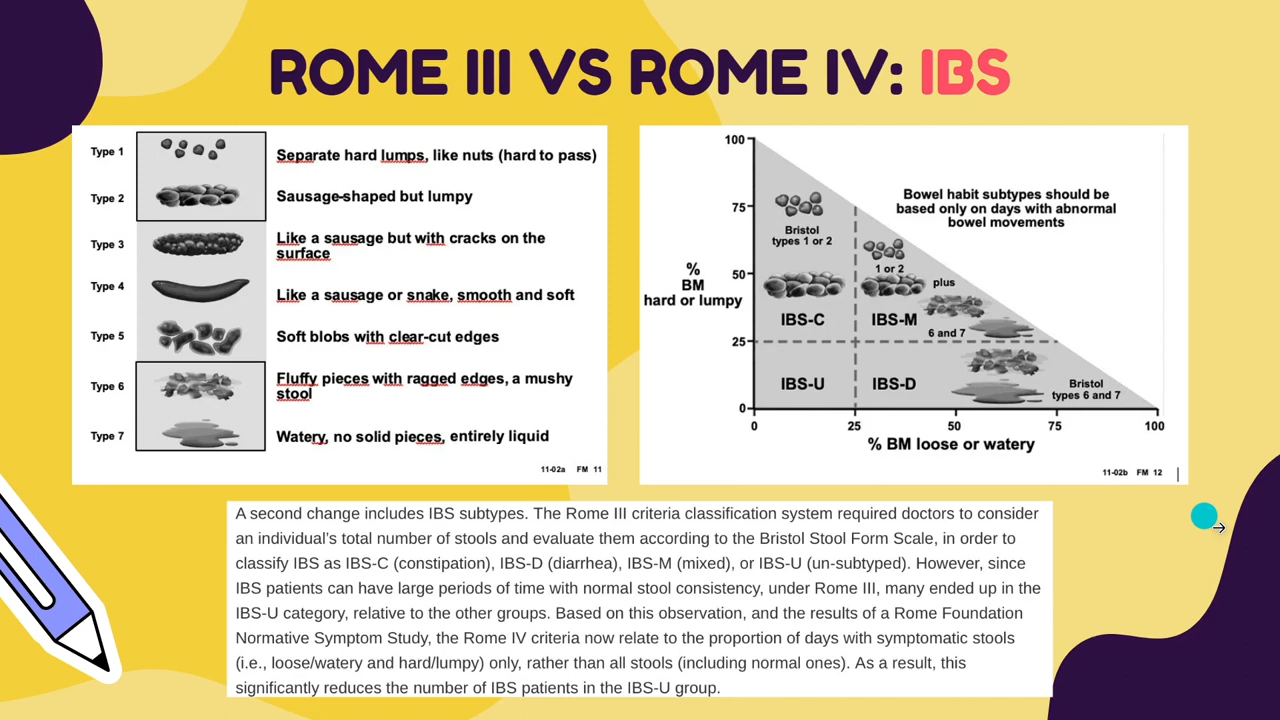 ROME III VS ROME IV: IBS
Type 1
Separate hard lumps, like nuts (hard to pass)
Type 2
Sausage-shaped but lumpy
Type 3
Like a sausage but with cracks on the
surface
Type 4
Like a sausage or snake, smooth and soft
Type 5
Soft blobs with clear-cut edges
Type 6
Fluffy pieces with ragged edges, a mushy
stool
Type 7
Watery, no solid pieces, entirely liquid
11-02a FM 11
100
75
50
25
0
%
BM
hard or lumpy
Bowel habit subtypes should be
based only on days with abnormal
bowel movements
Bristol
types 1 or 2
1 or 2
plus
6 and 7
IBS-C
IBS-M
IBS-U
IBS-D
Bristol
types 6 and 7
0 25 50 75 100
% BM loose or watery
11-02b FM 12
A second change includes IBS subtypes. The Rome III criteria classification system required doctors to consider
an individual's total number of stools and evaluate them according to the Bristol Stool Form Scale, in order to
classify IBS as IBS-C (constipation), IBS-D (diarrhea), IBS-M (mixed), or IBS-U (un-subtyped). However, since
IBS patients can have large periods of time with normal stool consistency, under Rome III, many ended up in the
IBS-U category, relative to the other groups. Based on this observation, and the results of a Rome Foundation
Normative Symptom Study, the Rome IV criteria now relate to the proportion of days with symptomatic stools
(i.e., loose/watery and hard/lumpy) only, rather than all stools (including normal ones). As a result, this
significantly reduces the number of IBS patients in the IBS-U group.